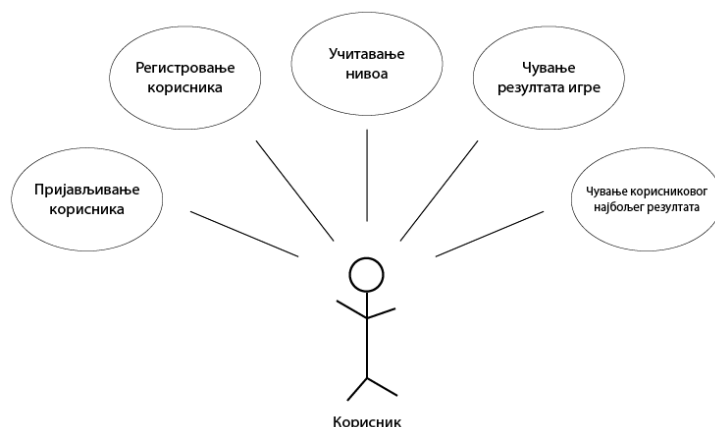 Учитавање
нивоа
Регистровање
корисника
Чување
резултата игре
Пријављивање
корисника
Чување корисниковог
најбољег резултата
Корисник